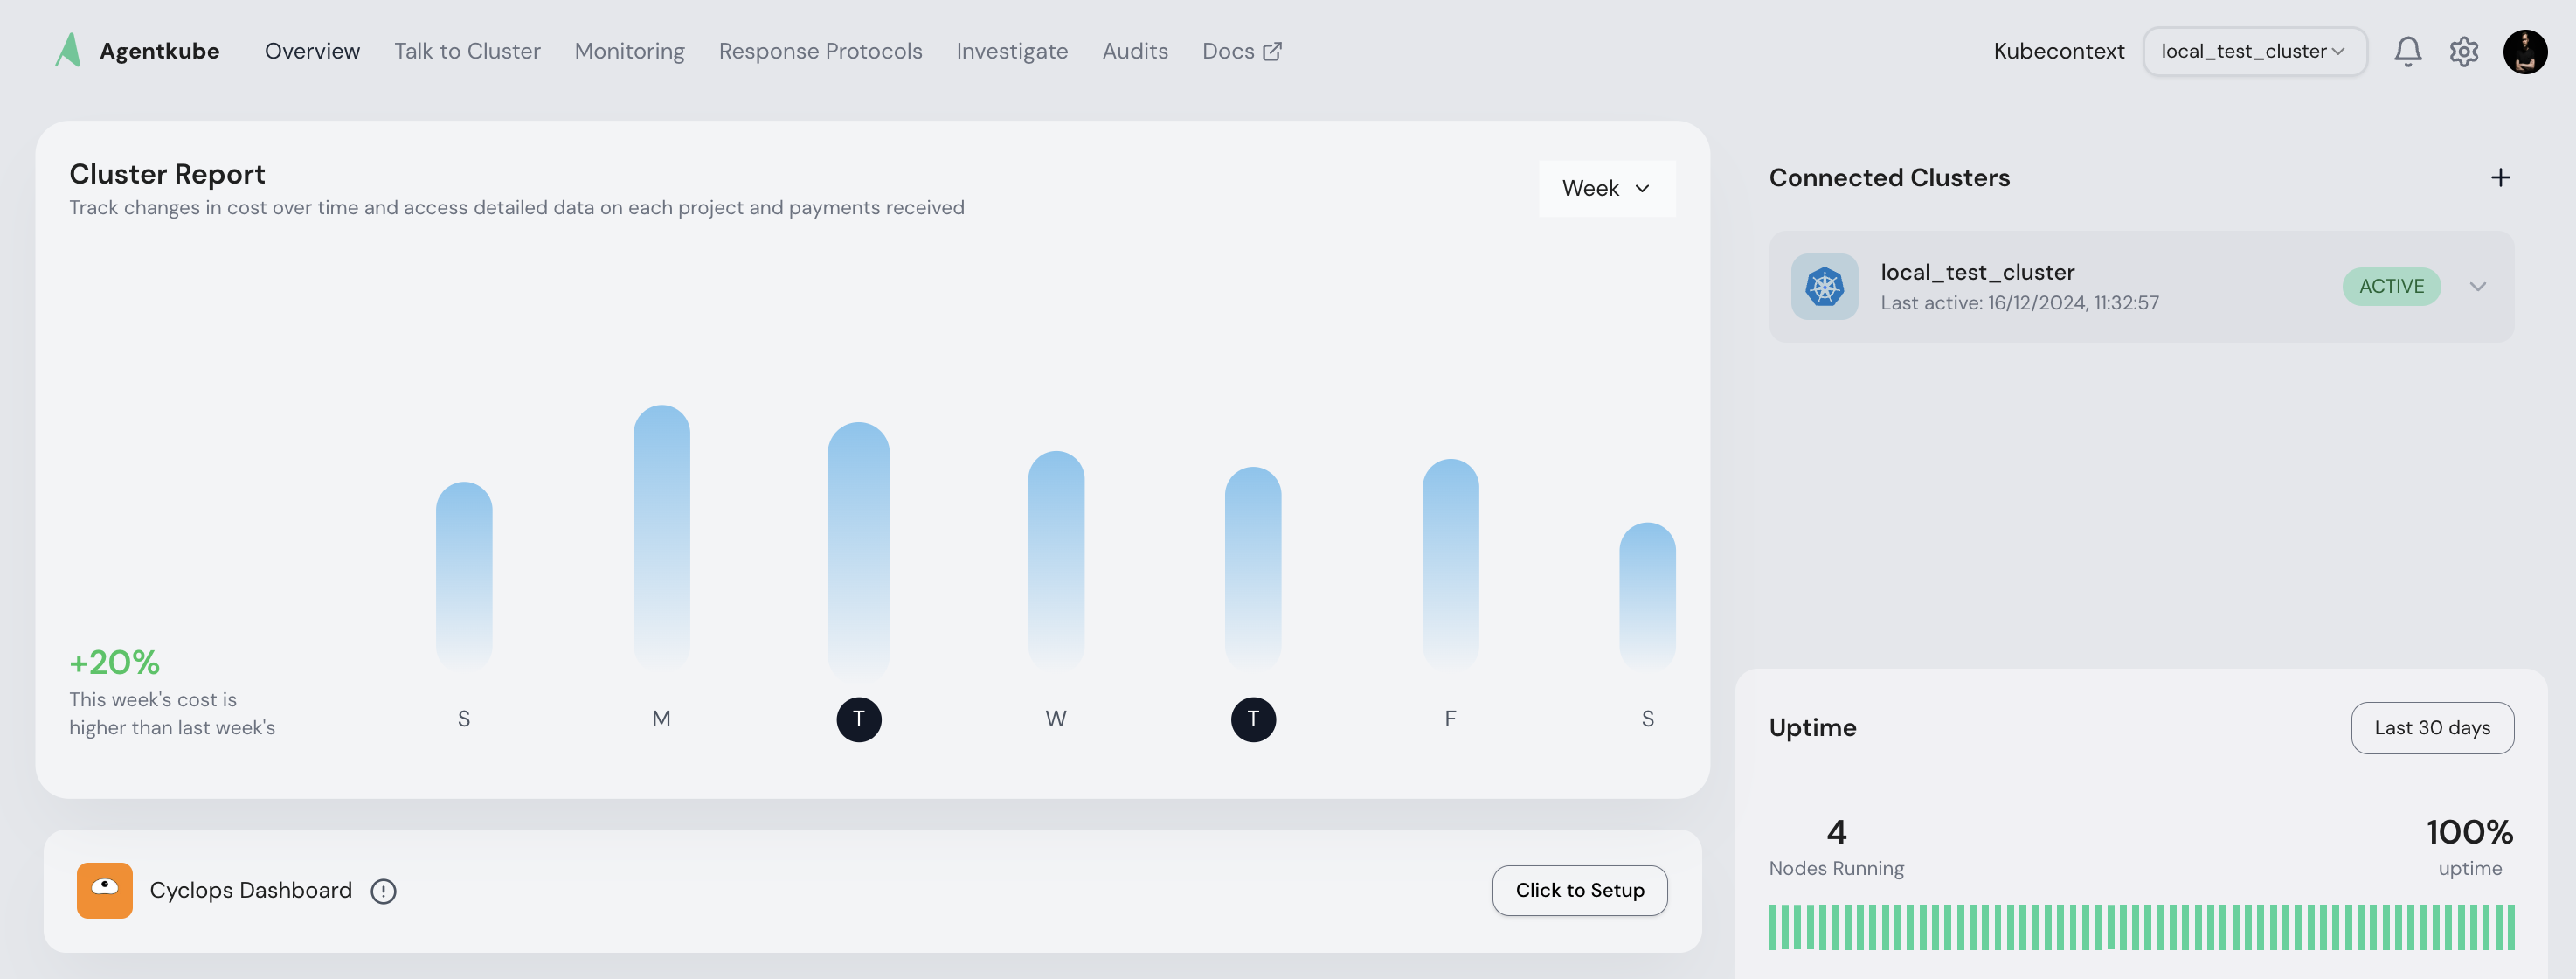 Agentkube
Overview
Talk to Cluster
Monitoring
Response Protocols
Investigate
Audits
Docs
Kubecontext
local_test_cluster
Cluster Report
Track changes in cost over time and access detailed data on each project and payments received
Week
+20%
This week's cost is
higher than last week's
S
M
T
W
T
F
S
Cyclops Dashboard
Click to Setup
Connected Clusters
local_test_cluster
Last active: 16/12/2024, 11:32:57
ACTIVE
Uptime
Last 30 days
4
Nodes Running
100%
uptime